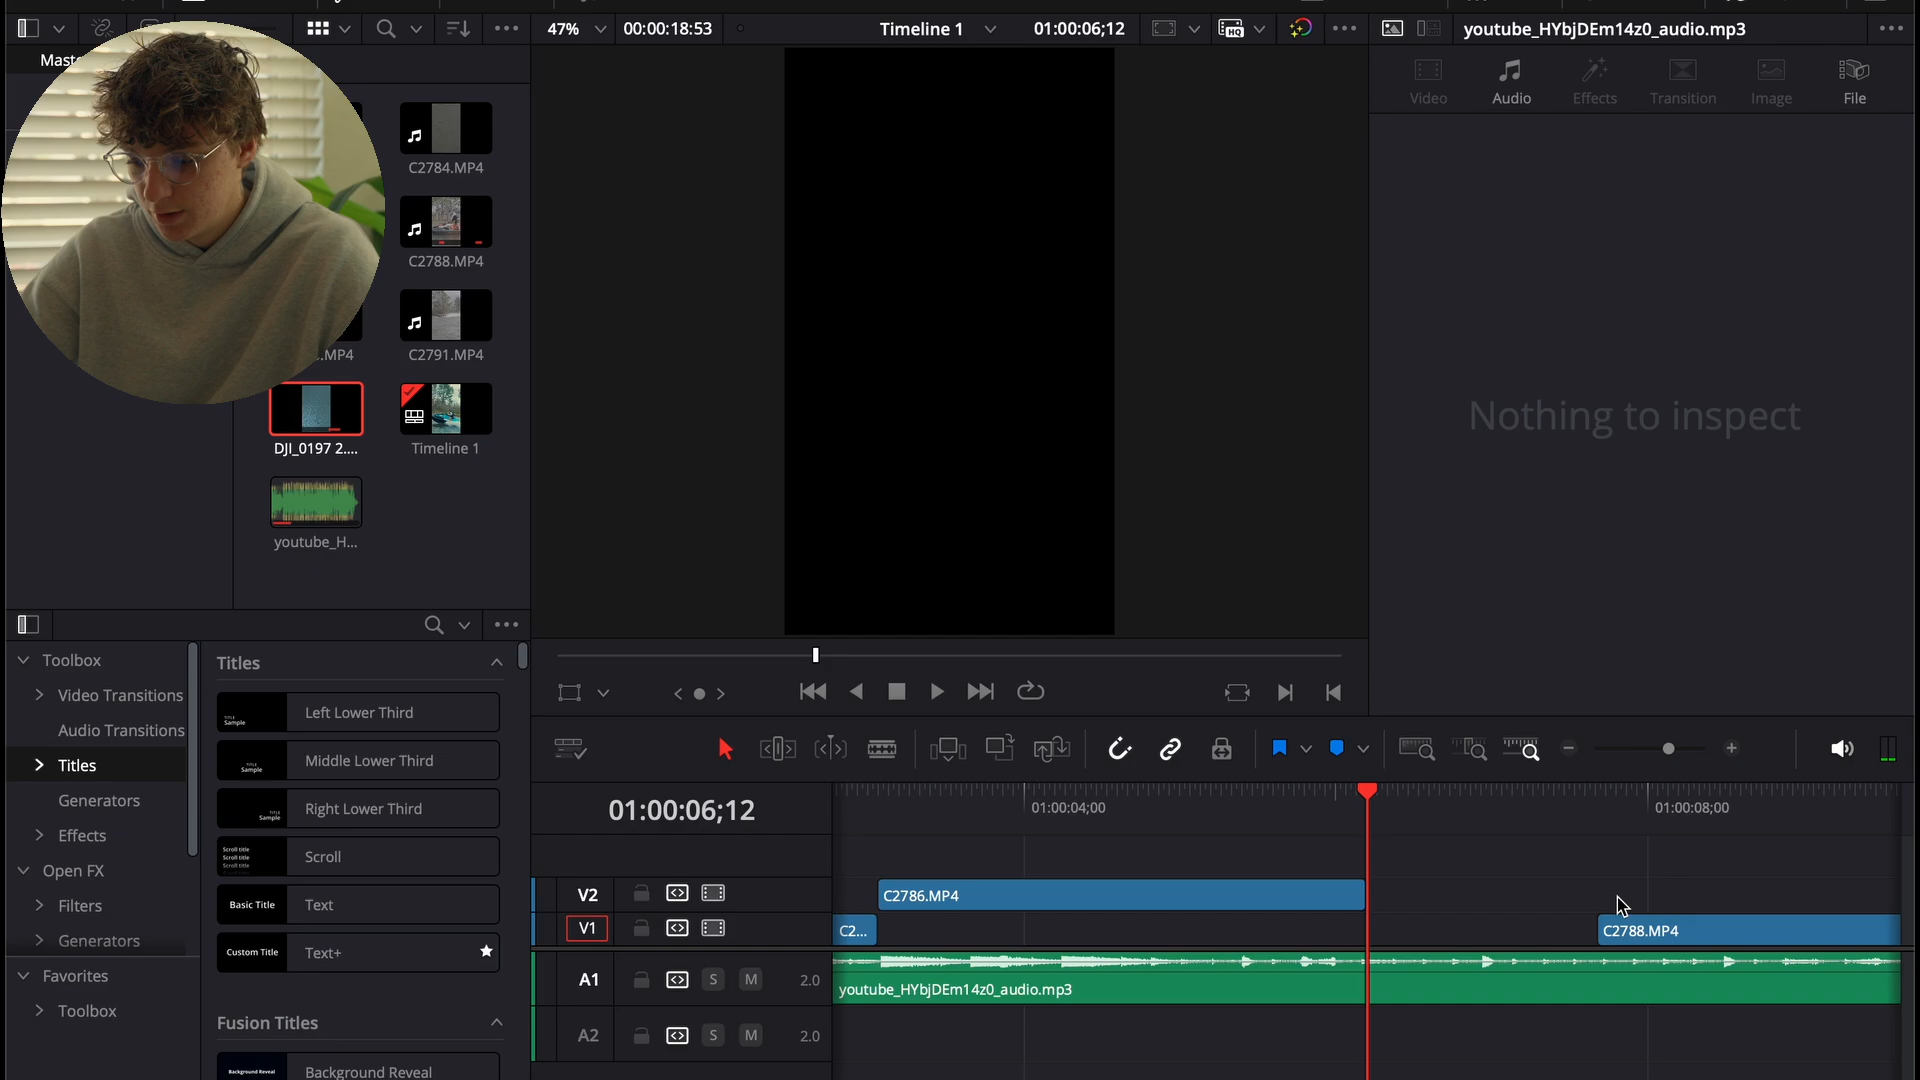 47%
00:00:18:53
Timeline 1
01:00:06;12
youtube_HYbjDEm14z0_audio.mp3
Video
Audio
Effects
Transition
Image
File
C2784.MP4
C2788.MP4
.MP4
C2791.MP4
DJI_0197 2....
Timeline 1
youtube_H...
Nothing to inspect
Toolbox
Video Transitions
Audio Transitions
Titles
Generators
Effects
Open FX
Filters
Generators
Favorites
Toolbox
Titles
Left Lower Third
Middle Lower Third
Right Lower Third
Scroll
Basic Title
Text
Custom Title
Text+
Fusion Titles
Background Reveal
Background Reveal
01:00:06;12
01:00:04;00
01:00:08;00
V2
C2786.MP4
V1
C2...
C2788.MP4
A1
S
M
2.0
youtube_HYbjDEm14z0_audio.mp3
A2
S
M
2.0